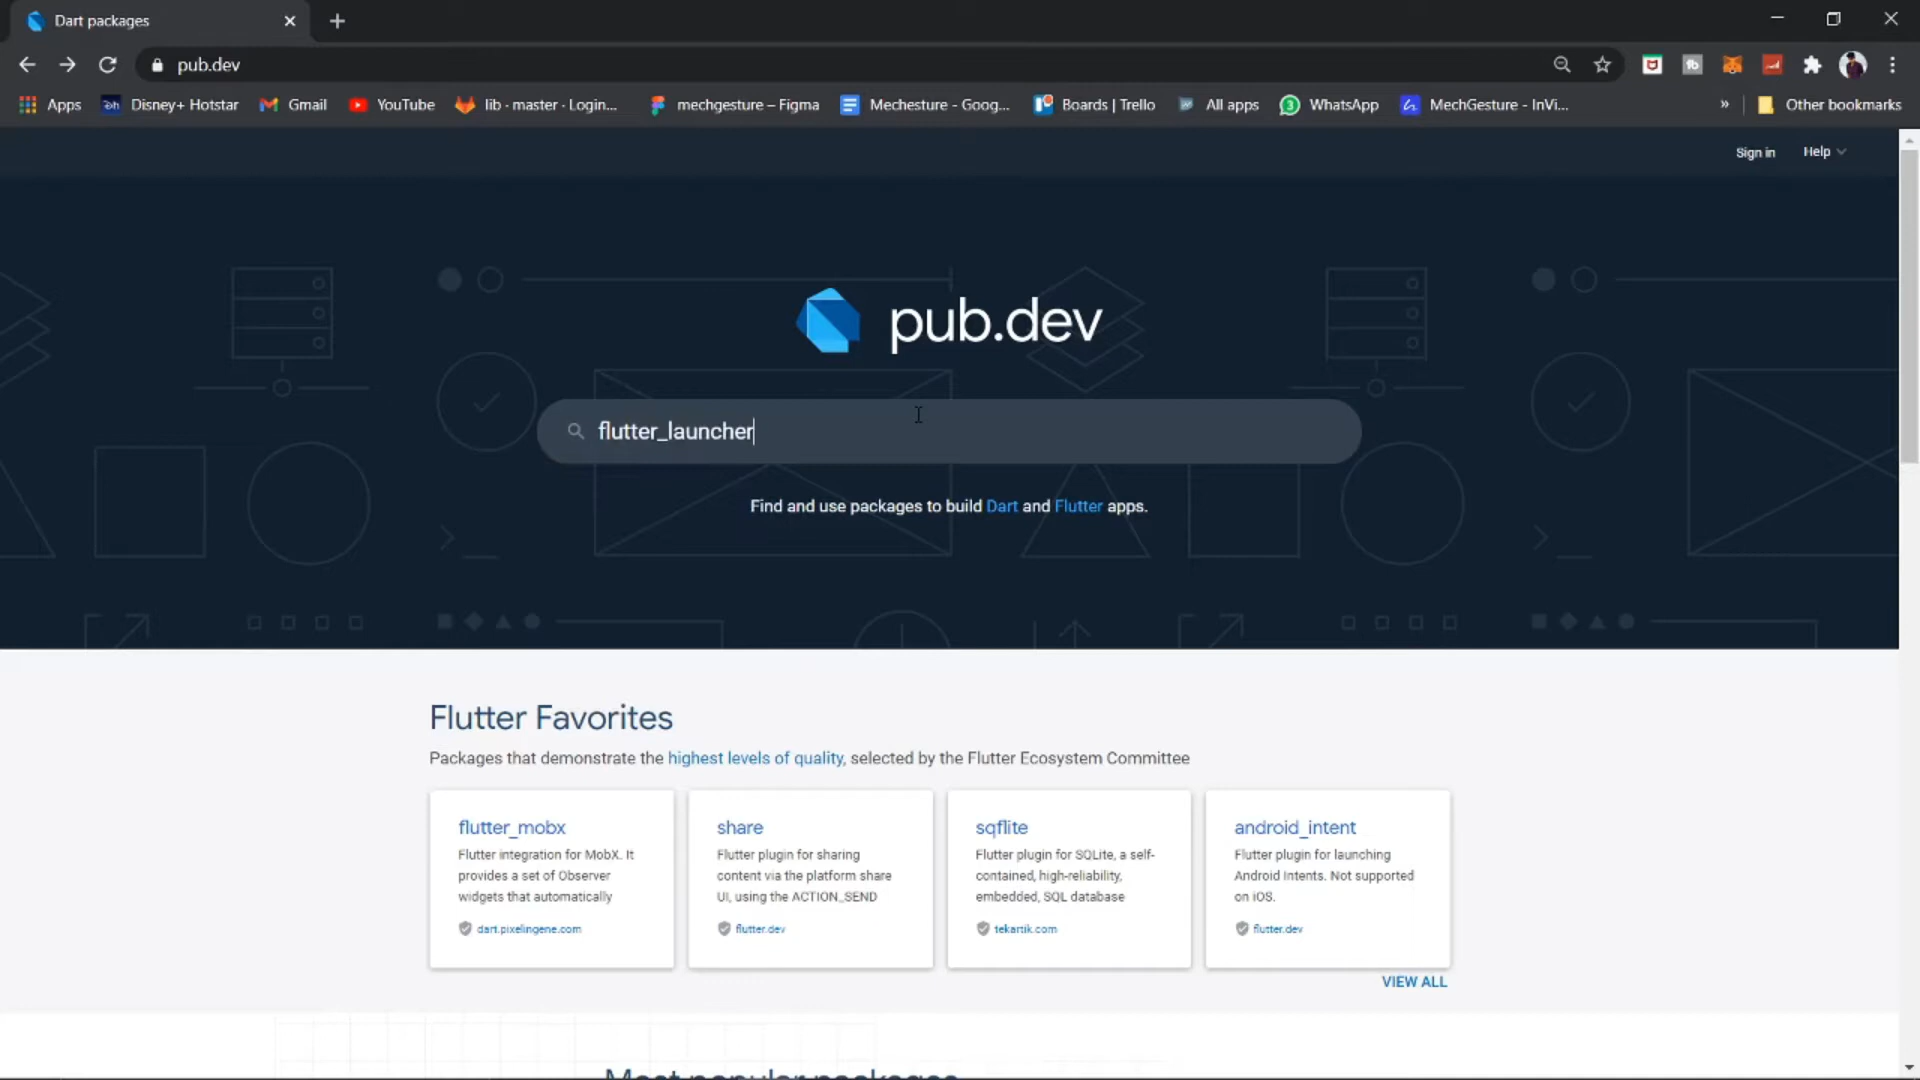 Dart packages
pub.dev
Apps Disney+ Hotstar Gmail YouTube lib · master · Login... mechgesture – Figma Mechesture - Goog... Boards | Trello All apps 3 WhatsApp MechGesture - InVi... » Other bookmarks
Sign in Help
pub.dev
flutter_launcher
Find and use packages to build Dart and Flutter apps.
Flutter Favorites
Packages that demonstrate the highest levels of quality, selected by the Flutter Ecosystem Committee
flutter_mobx
Flutter integration for MobX. It
provides a set of Observer
widgets that automatically
dart.pixelingene.com
share
Flutter plugin for sharing
content via the platform share
UI, using the ACTION_SEND
flutter.dev
sqflite
Flutter plugin for SQLite, a self-
contained, high-reliability,
embedded, SQL database
tekartik.com
android_intent
Flutter plugin for launching
Android Intents. Not supported
on iOS.
flutter.dev
VIEW ALL
Most popular packages